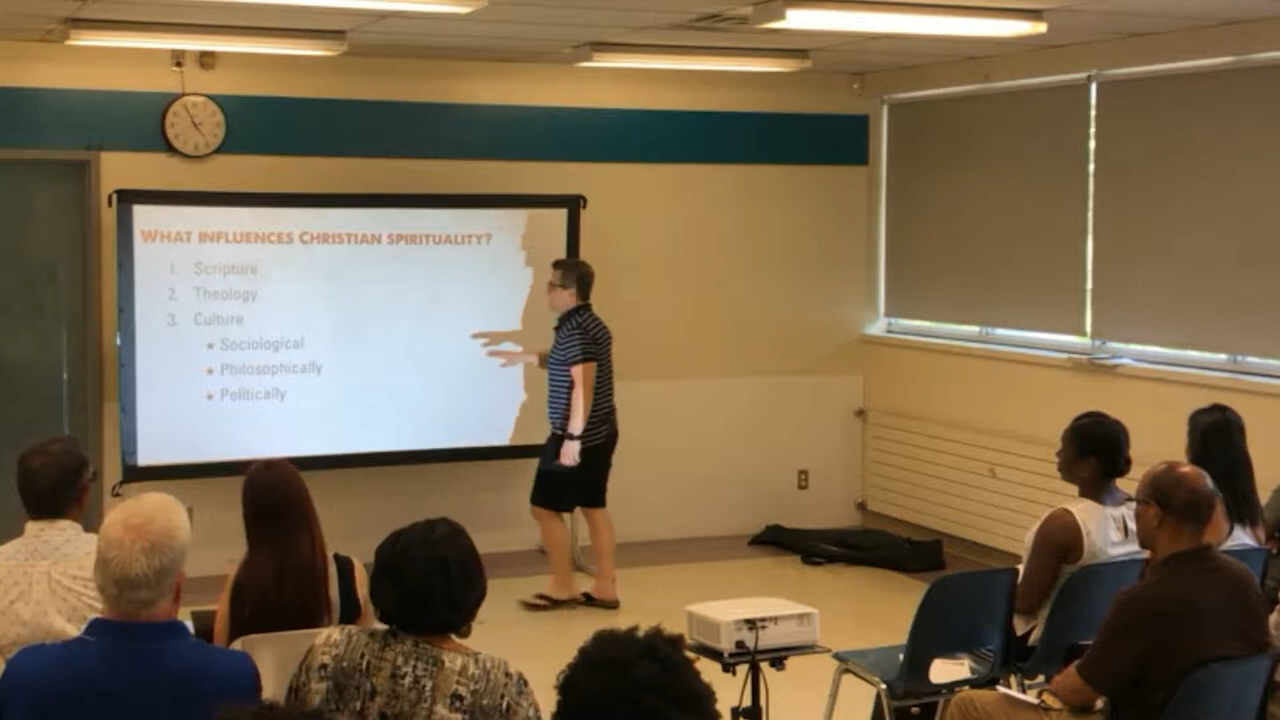 WHAT INFLUENCES CHRISTIAN SPIRITUALITY?
1. Scripture
2. Theology
3. Culture
★ Sociological
★ Philosophically
★ Politically